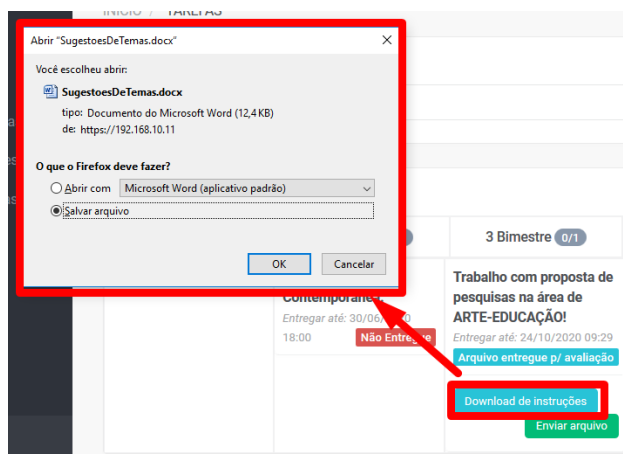 INÍCIO / TAREFAS
Abrir "SugestoesDeTemas.docx"
Você escolheu abrir:
SugestoesDeTemas.docx
tipo: Documento do Microsoft Word (12,4 KB)
de: https://192.168.10.11
O que o Firefox deve fazer?
Abrir com Microsoft Word (aplicativo padrão)
Salvar arquivo
OK Cancelar
3 Bimestre 0/1
Contemporânea.
Entregar até: 30/06/
18:00 Não Entregue
Trabalho com proposta de
pesquisas na área de
ARTE-EDUCAÇÃO!
Entregar até: 24/10/2020 09:29
Arquivo entregue p/ avaliação
Download de instruções
Enviar arquivo